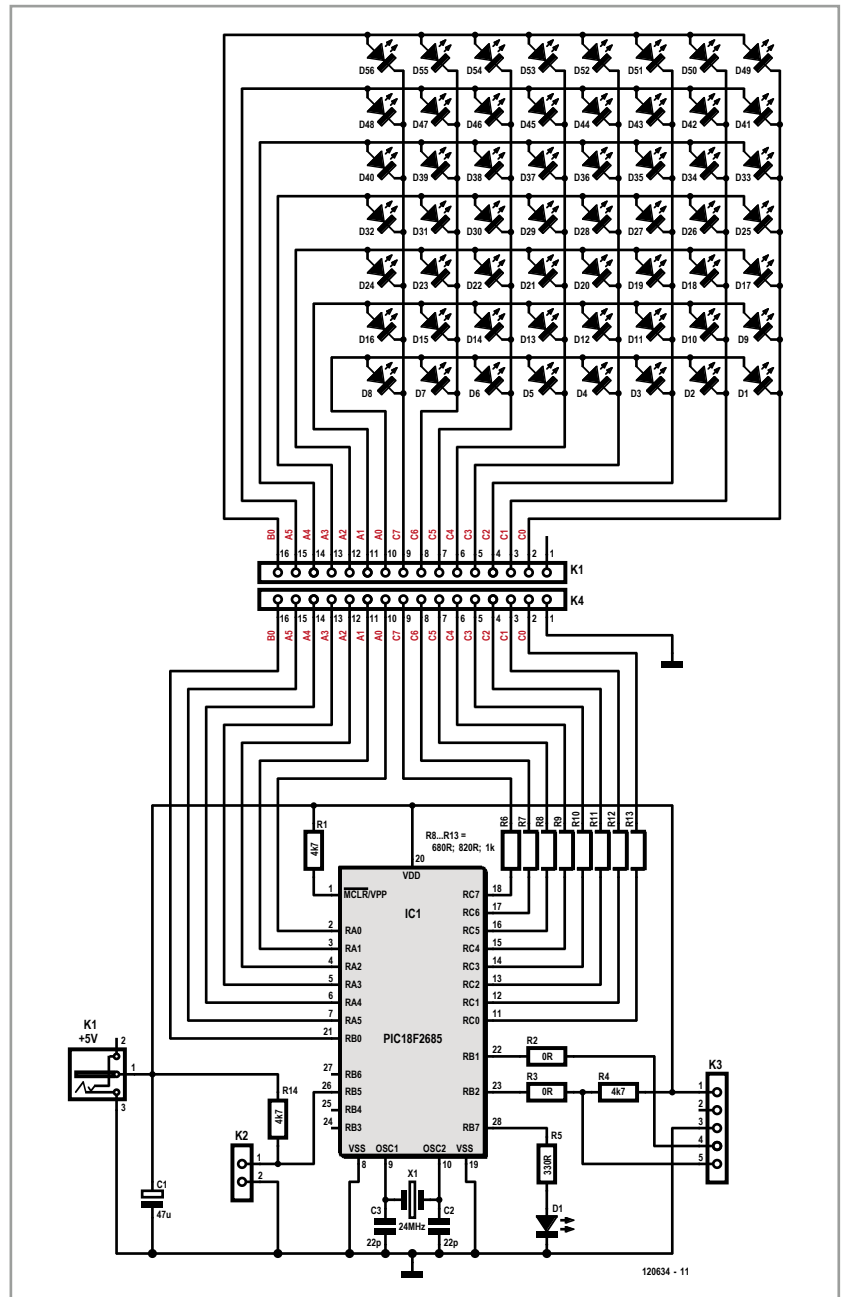 D56 D55 D54 D53 D52 D51 D50 D49
D48 D47 D46 D45 D44 D43 D42 D41
D40 D39 D38 D37 D36 D35 D34 D33
D32 D31 D30 D29 D28 D27 D26 D25
D24 D23 D22 D21 D20 D19 D18 D17
D16 D15 D14 D13 D12 D11 D10 D9
D8 D7 D6 D5 D4 D3 D2 D1
B0 A5 A4 A3 A2 A1 A0 C7 C6 C5 C4 C3 C2 C1 C0
16 15 14 13 12 11 10 9 8 7 6 5 4 3 2 1
K1
K4
16 15 14 13 12 11 10 9 8 7 6 5 4 3 2 1
B0 A5 A4 A3 A2 A1 A0 C7 C6 C5 C4 C3 C2 C1 C0
R1
4k7
R8...R13 =
680R; 820R; 1k
R6 R7 R8 R9 R10 R11 R12 R13
20
VDD
1 MCLR/VPP
IC1
RC7 18
RC6 17
2 RA0
RC5 16
3 RA1
RC4 15
4 RA2
RC3 14
5 RA3
RC2 13
6 RA4
RC1 12
7 RA5
RC0 11
21 RB0
PIC18F2685
RB1 22
R2
0R
27 RB6
26 RB5
RB2 23
R3
0R
R4
4k7
25 RB4
24 RB3
RB7 28
VSS OSC1 OSC2 VSS
8 9 10 19
K1
+5V
2
1
3
R14
4k7
K2
1
2
C1
47u
X1
24MHz
C3
22p
C2
22p
R5
330R
D1
K3
1
2
3
4
5
120634 - 11